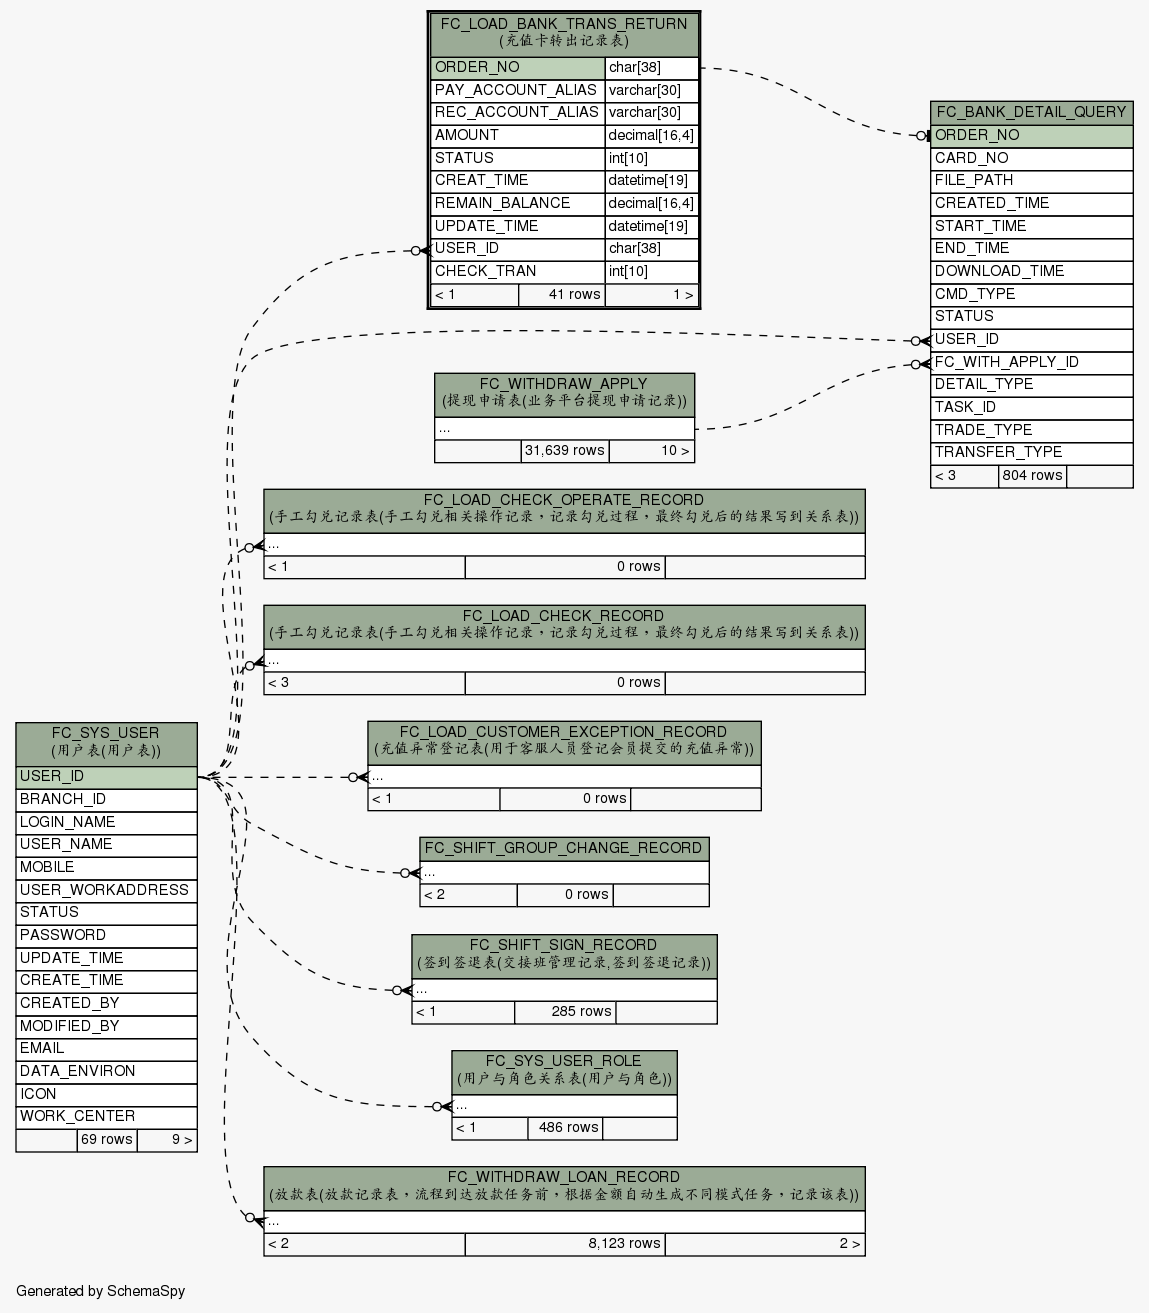 FC_LOAD_BANK_TRANS_RETURN
(充值卡转出记录表)
ORDER_NO char[38]
PAY_ACCOUNT_ALIAS varchar[30]
REC_ACCOUNT_ALIAS varchar[30]
AMOUNT decimal[16,4]
STATUS int[10]
CREAT_TIME datetime[19]
REMAIN_BALANCE decimal[16,4]
UPDATE_TIME datetime[19]
USER_ID char[38]
CHECK_TRAN int[10]
< 1 41 rows 1 >
FC_BANK_DETAIL_QUERY
ORDER_NO
CARD_NO
FILE_PATH
CREATED_TIME
START_TIME
END_TIME
DOWNLOAD_TIME
CMD_TYPE
STATUS
USER_ID
FC_WITH_APPLY_ID
DETAIL_TYPE
TASK_ID
TRADE_TYPE
TRANSFER_TYPE
< 3 804 rows
FC_WITHDRAW_APPLY
(提现申请表(业务平台提现申请记录))
...
31,639 rows 10 >
FC_LOAD_CHECK_OPERATE_RECORD
(手工勾兑记录表(手工勾兑相关操作记录，记录勾兑过程，最终勾兑后的结果写到关系表))
...
< 1 0 rows
FC_LOAD_CHECK_RECORD
(手工勾兑记录表(手工勾兑相关操作记录，记录勾兑过程，最终勾兑后的结果写到关系表))
...
< 3 0 rows
FC_SYS_USER
(用户表(用户表))
USER_ID
BRANCH_ID
LOGIN_NAME
USER_NAME
MOBILE
USER_WORKADDRESS
STATUS
PASSWORD
UPDATE_TIME
CREATE_TIME
CREATED_BY
MODIFIED_BY
EMAIL
DATA_ENVIRON
ICON
WORK_CENTER
69 rows 9 >
FC_LOAD_CUSTOMER_EXCEPTION_RECORD
(充值异常登记表(用于客服人员登记会员提交的充值异常))
...
< 1 0 rows
FC_SHIFT_GROUP_CHANGE_RECORD
...
< 2 0 rows
FC_SHIFT_SIGN_RECORD
(签到签退表(交接班管理记录,签到签退记录))
...
< 1 285 rows
FC_SYS_USER_ROLE
(用户与角色关系表(用户与角色))
...
< 1 486 rows
FC_WITHDRAW_LOAN_RECORD
(放款表(放款记录表，流程到达放款任务前，根据金额自动生成不同模式任务，记录该表))
...
< 2 8,123 rows 2 >
Generated by SchemaSpy